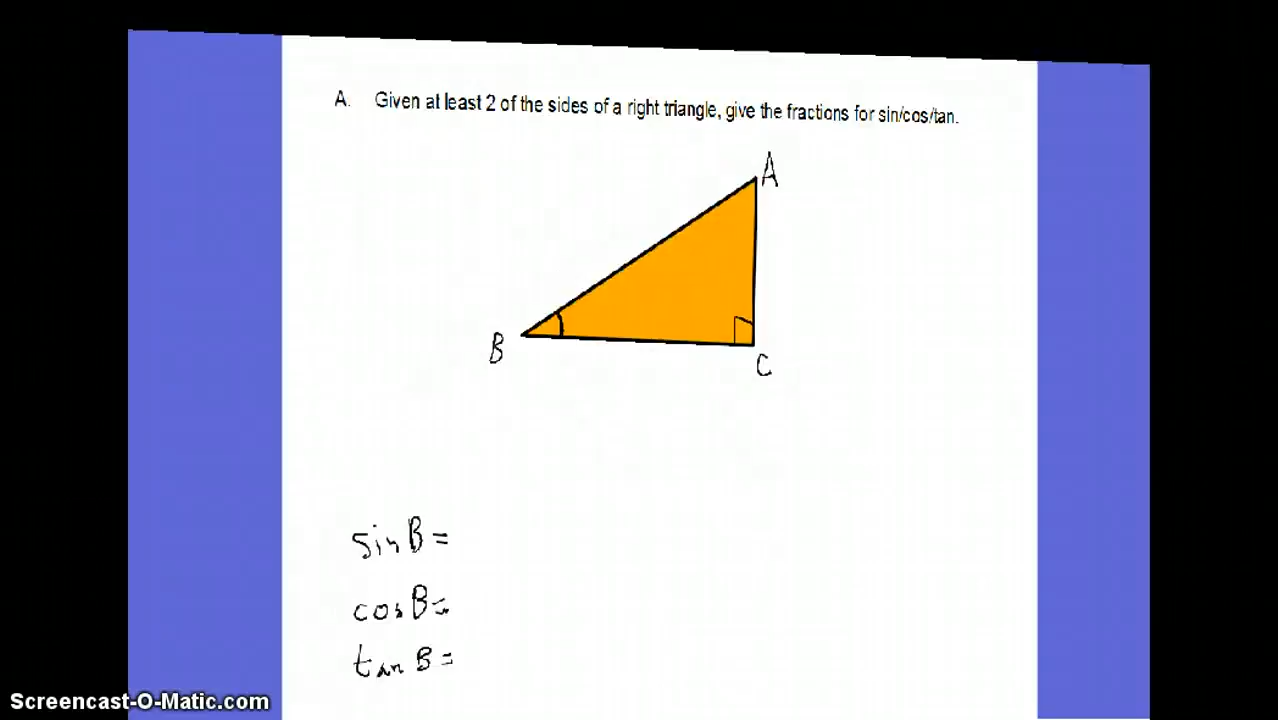 A. Given at least 2 of the sides of a right triangle, give the fractions for sin/cos/tan.
A
B
C
sin B =
cos B =
tan B =
Screencast-O-Matic.com